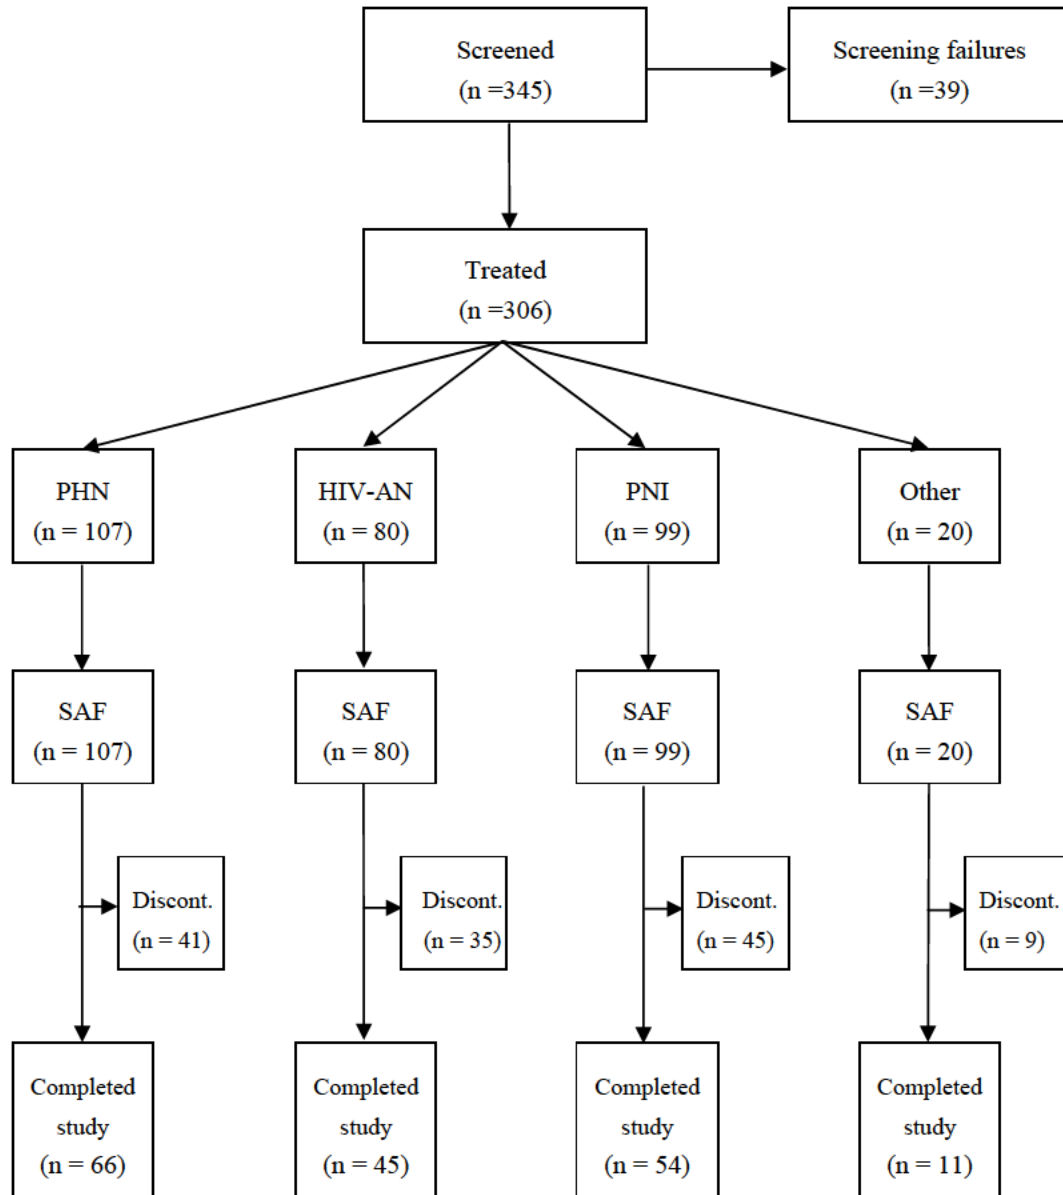 Screened
(n =345)
Screening failures
(n =39)
Treated
(n =306)
PHN
(n = 107)
HIV-AN
(n = 80)
PNI
(n = 99)
Other
(n = 20)
SAF
(n = 107)
SAF
(n = 80)
SAF
(n = 99)
SAF
(n = 20)
Discont.
(n = 41)
Discont.
(n = 35)
Discont.
(n = 45)
Discont.
(n = 9)
Completed
study
(n = 66)
Completed
study
(n = 45)
Completed
study
(n = 54)
Completed
study
(n = 11)